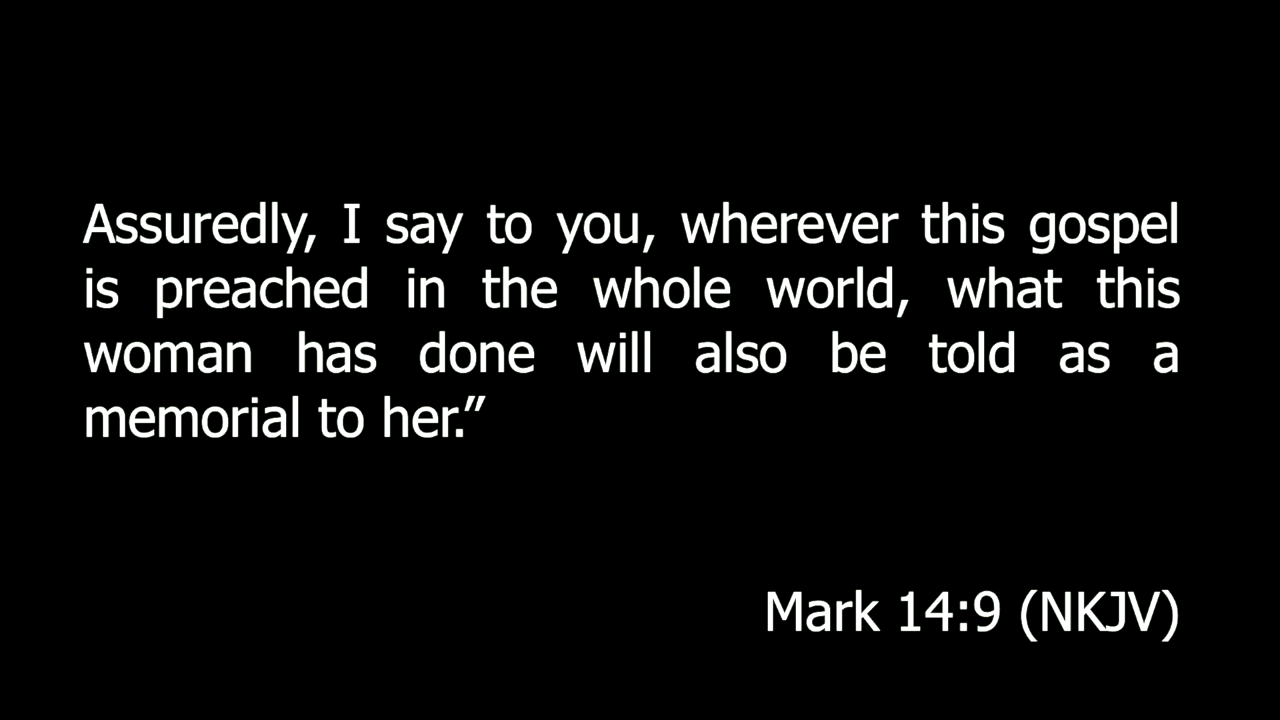 Assuredly, I say to you, wherever this gospel
is preached in the whole world, what this
woman has done will also be told as a
memorial to her.”
Mark 14:9 (NKJV)